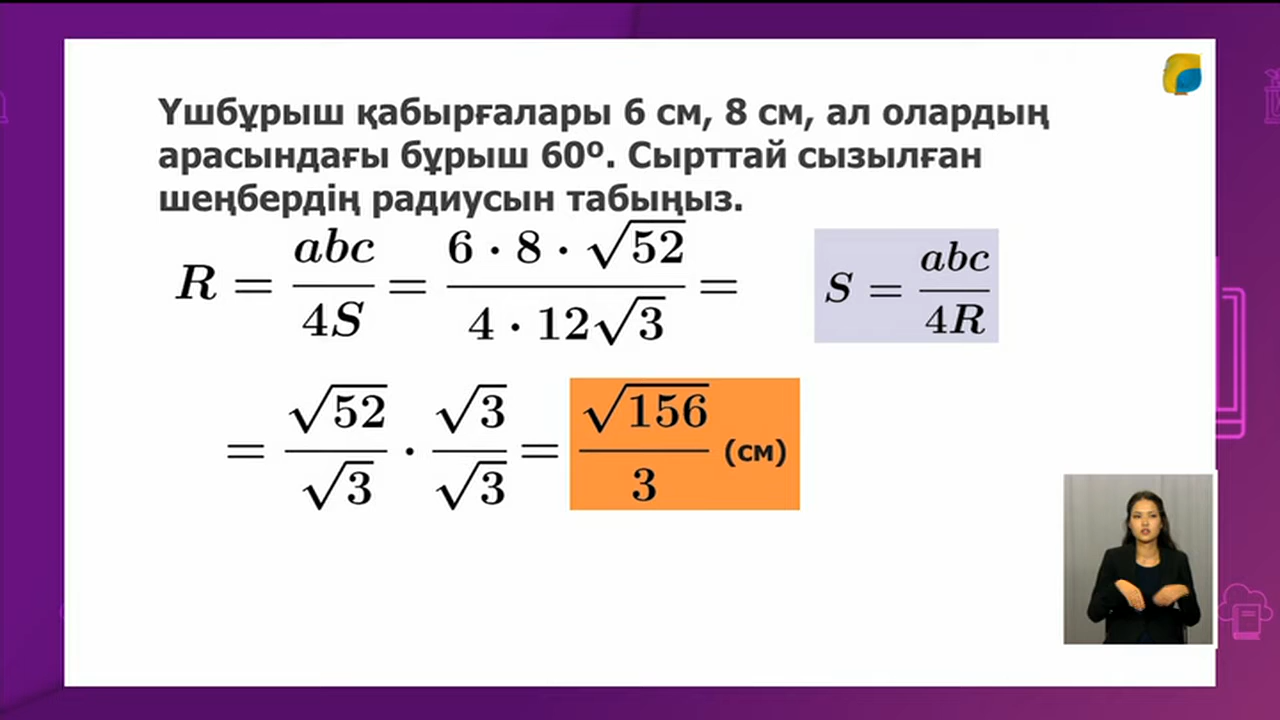 Үшбұрыш қабырғалары 6 см, 8 см, ал олардың
арасындағы бұрыш 60º. Сырттай сызылған
шеңбердің радиусын табыңыз.
R = abc/4S = (6 · 8 · √52)/(4 · 12√3) =
S = abc/4R
= √52/√3 · √3/√3 = √156/3 (см)